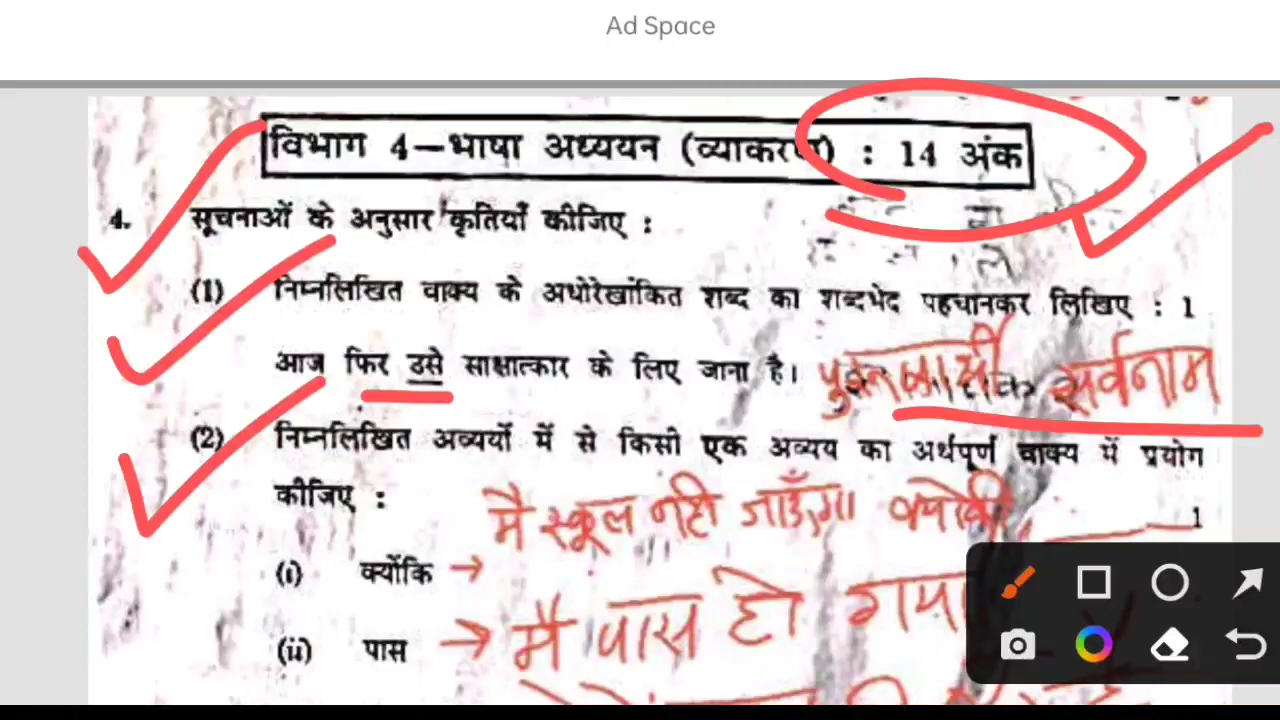 Ad Space
विभाग 4—भाषा अध्ययन (व्याकरण) : 14 अंक
4. सूचनाओं के अनुसार कृतियाँ कीजिए :
(1) निम्नलिखित वाक्य के अधोरेखांकित शब्द का शब्दभेद पहचानकर लिखिए : 1
आज फिर उसे साक्षात्कार के लिए जाना है। सर्वनाम
(2) निम्नलिखित अव्ययों में से किसी एक अव्यय का अर्थपूर्ण वाक्य में प्रयोग
कीजिए : 1
मै स्कूल नही जाऊँगा क्योकी
(i) क्योंकि →
(ii) पास → मै पास हो गया